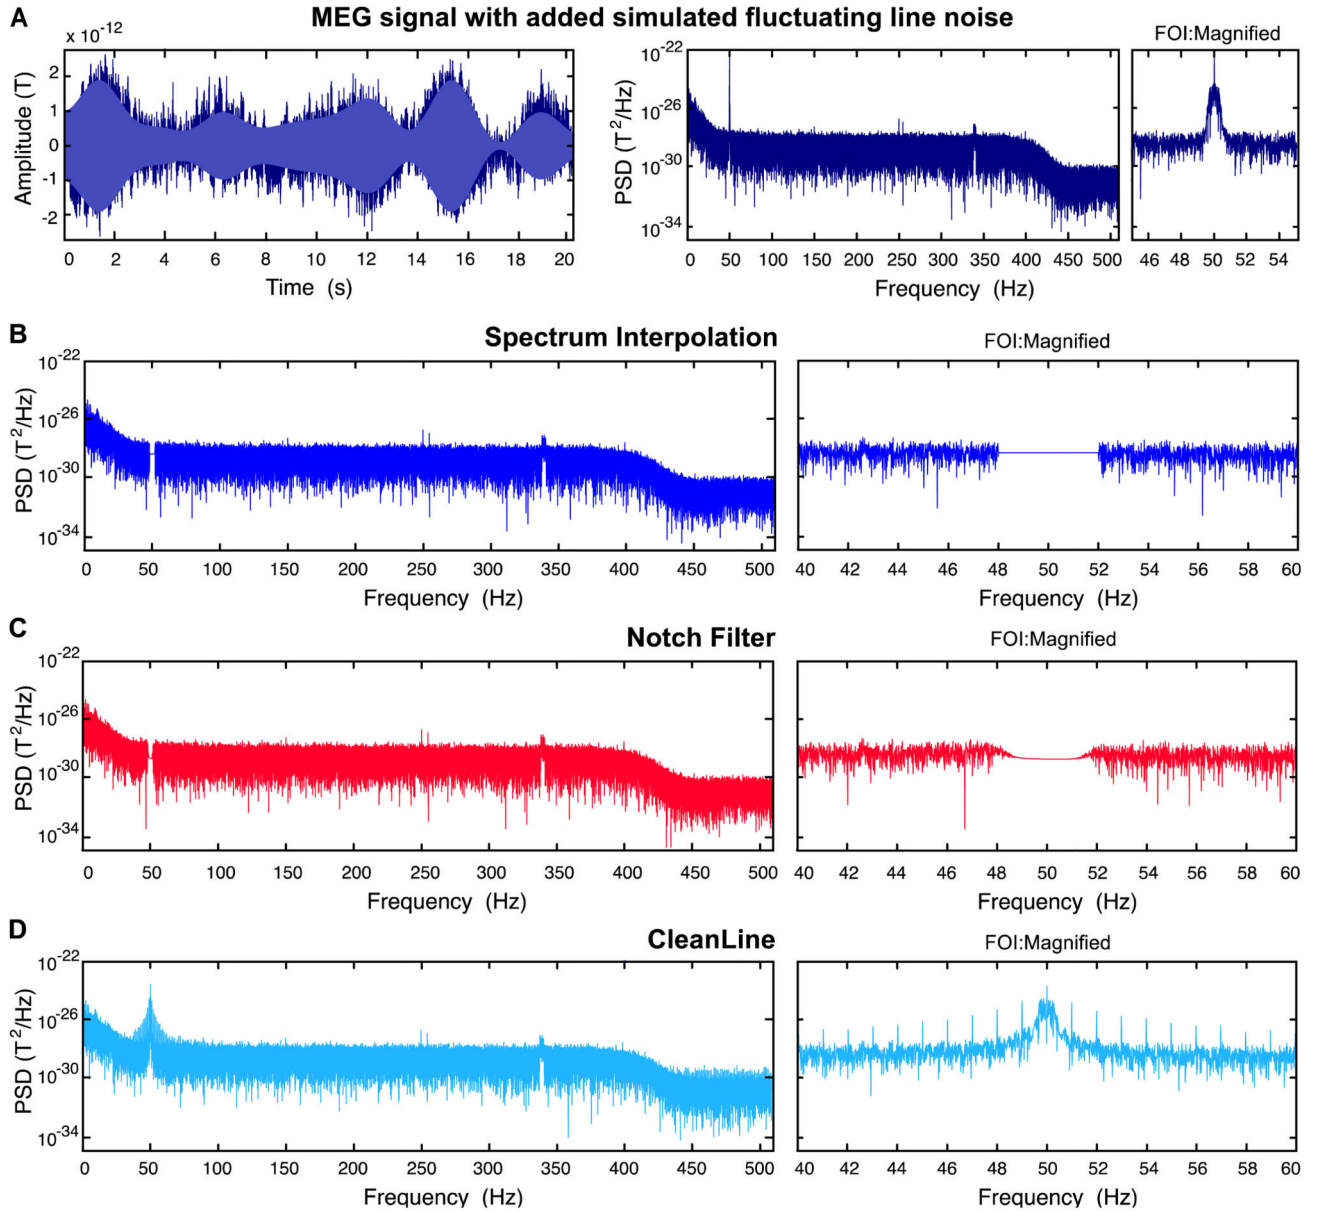 A
MEG signal with added simulated fluctuating line noise
x 10-12
Amplitude (T)
2
1
0
-1
-2
0 2 4 6 8 10 12 14 16 18 20
Time (s)
PSD (T2/Hz)
10-22
10-26
10-30
10-34
0 50 100 150 200 250 300 350 400 450 500
Frequency (Hz)
FOI:Magnified
46 48 50 52 54
B
Spectrum Interpolation
PSD (T2/Hz)
10-22
10-26
10-30
10-34
0 50 100 150 200 250 300 350 400 450 500
Frequency (Hz)
FOI:Magnified
40 42 44 46 48 50 52 54 56 58 60
Frequency (Hz)
C
Notch Filter
PSD (T2/Hz)
10-22
10-26
10-30
10-34
0 50 100 150 200 250 300 350 400 450 500
Frequency (Hz)
FOI:Magnified
40 42 44 46 48 50 52 54 56 58 60
Frequency (Hz)
D
CleanLine
PSD (T2/Hz)
10-22
10-26
10-30
10-34
0 50 100 150 200 250 300 350 400 450 500
Frequency (Hz)
FOI:Magnified
40 42 44 46 48 50 52 54 56 58 60
Frequency (Hz)